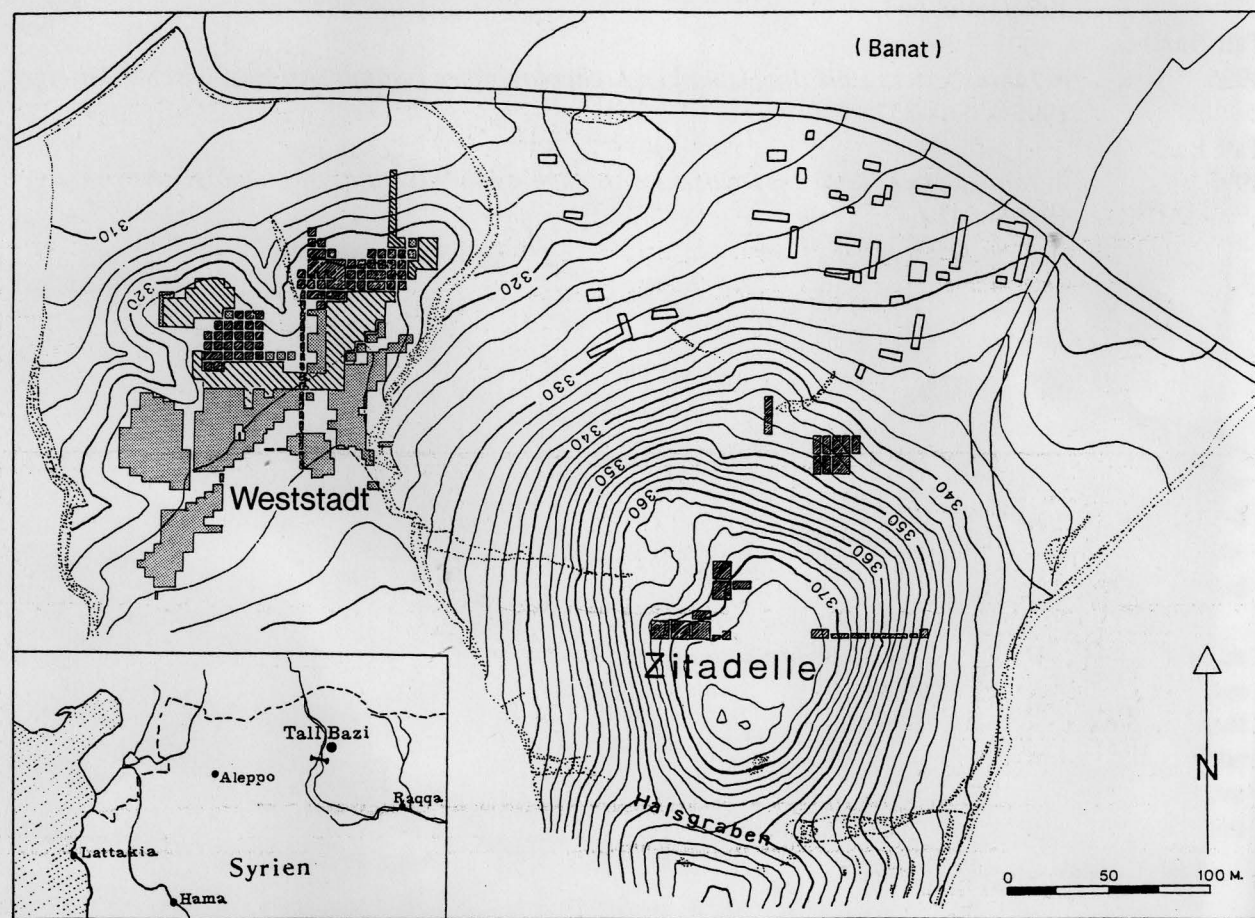 (Banat)
310
320
320
330
340
350
360
340
350
360
370
Weststadt
Zitadelle
Halsgraben
N
0 50 100 M.
Tall Bazi
Aleppo
Raqqa
Lattakia
Syrien
Hama